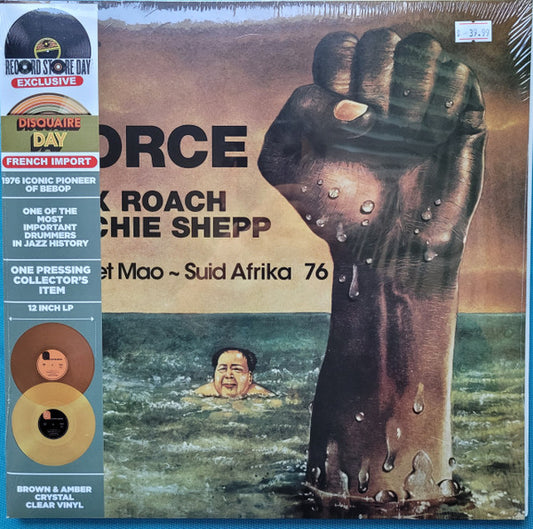 RECORD STORE DAY
EXCLUSIVE
DISQUAIRE
DAY
FRENCH IMPORT
1976 ICONIC PIONEER
OF BEBOP
ONE OF THE
MOST
IMPORTANT
DRUMMERS
IN JAZZ HISTORY
ONE PRESSING
COLLECTOR'S
ITEM
12 INCH LP
BROWN & AMBER
CRYSTAL
CLEAR VINYL
39.99
ORCE
X ROACH
CHIE SHEPP
et Mao ~ Suid Afrika 76